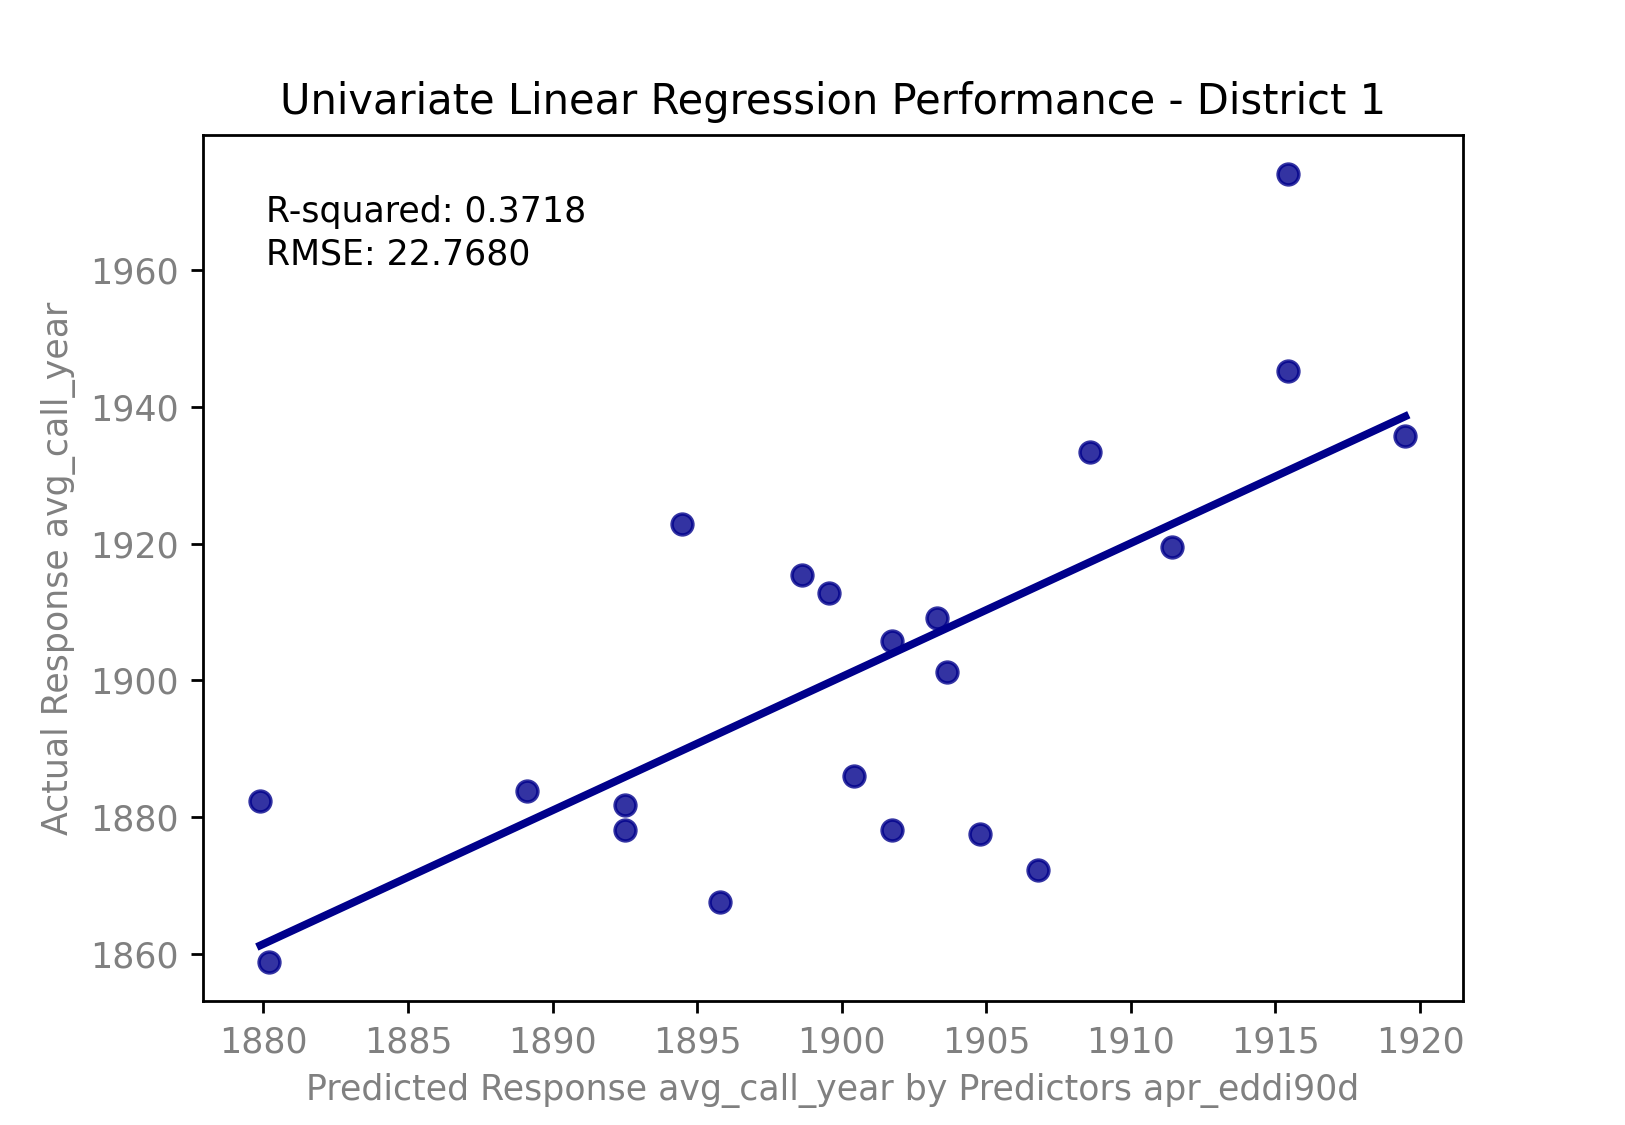 Univariate Linear Regression Performance - District 1
R-squared: 0.3718
RMSE: 22.7680
Actual Response avg_call_year
1960
1940
1920
1900
1880
1860
1880 1885 1890 1895 1900 1905 1910 1915 1920
Predicted Response avg_call_year by Predictors apr_eddi90d